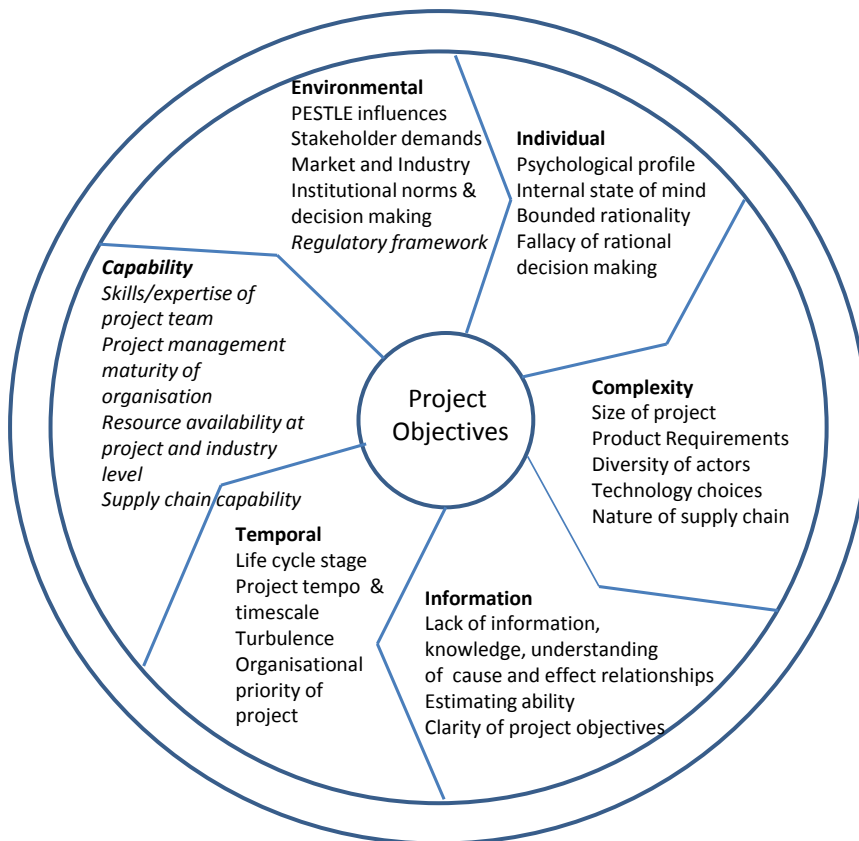 Environmental
PESTLE influences
Stakeholder demands
Market and Industry
Institutional norms &
decision making
Regulatory framework
Individual
Psychological profile
Internal state of mind
Bounded rationality
Fallacy of rational
decision making
Capability
Skills/expertise of
project team
Project management
maturity of
organisation
Resource availability at
project and industry
level
Supply chain capability
Project
Objectives
Complexity
Size of project
Product Requirements
Diversity of actors
Technology choices
Nature of supply chain
Temporal
Life cycle stage
Project tempo &
timescale
Turbulence
Organisational
priority of
project
Information
Lack of information,
knowledge, understanding
of cause and effect relationships
Estimating ability
Clarity of project objectives